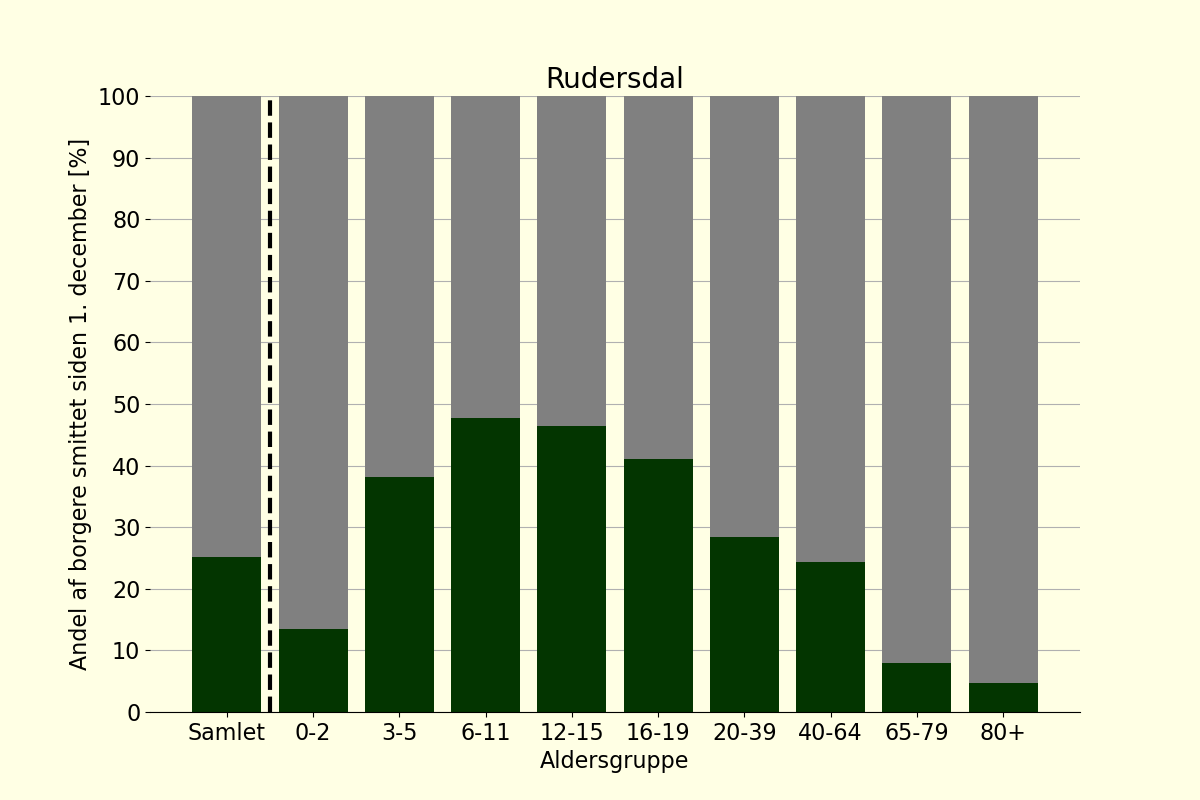 Rudersdal
Andel af borgere smittet siden 1. december [%]
100
90
80
70
60
50
40
30
20
10
0
Samlet 0-2 3-5 6-11 12-15 16-19 20-39 40-64 65-79 80+
Aldersgruppe